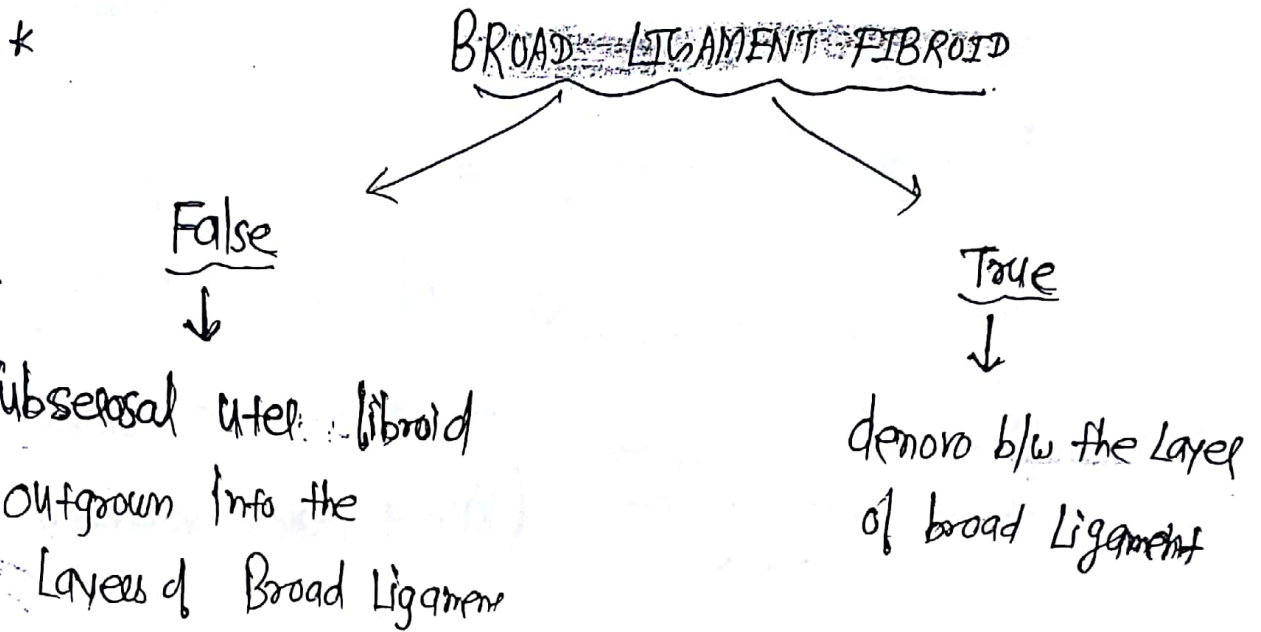 *
BROAD LIGAMENT FIBROID
False
True
ubserosal uter fibroid
outgrown into the
Layers of Broad Ligament
denovo b/w the Layer
of broad Ligament